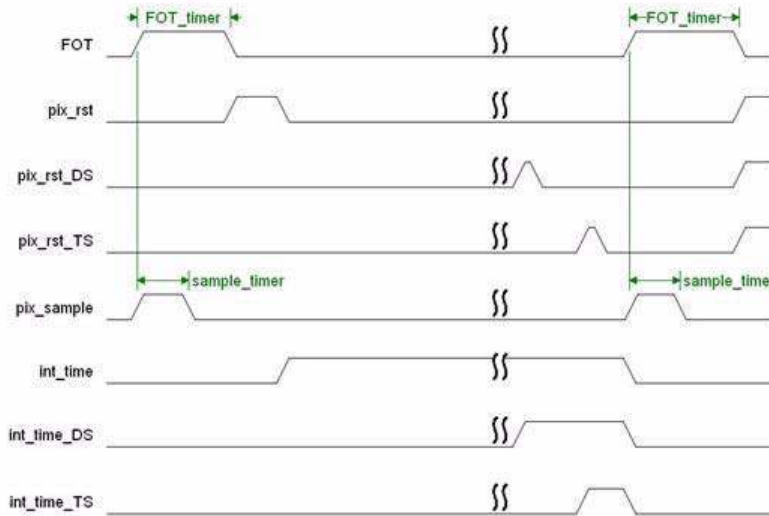 FOT_timer
FOT_timer
FOT
pix_rst
pix_rst_DS
pix_rst_TS
sample_timer
sample_time
pix_sample
int_time
int_time_DS
int_time_TS